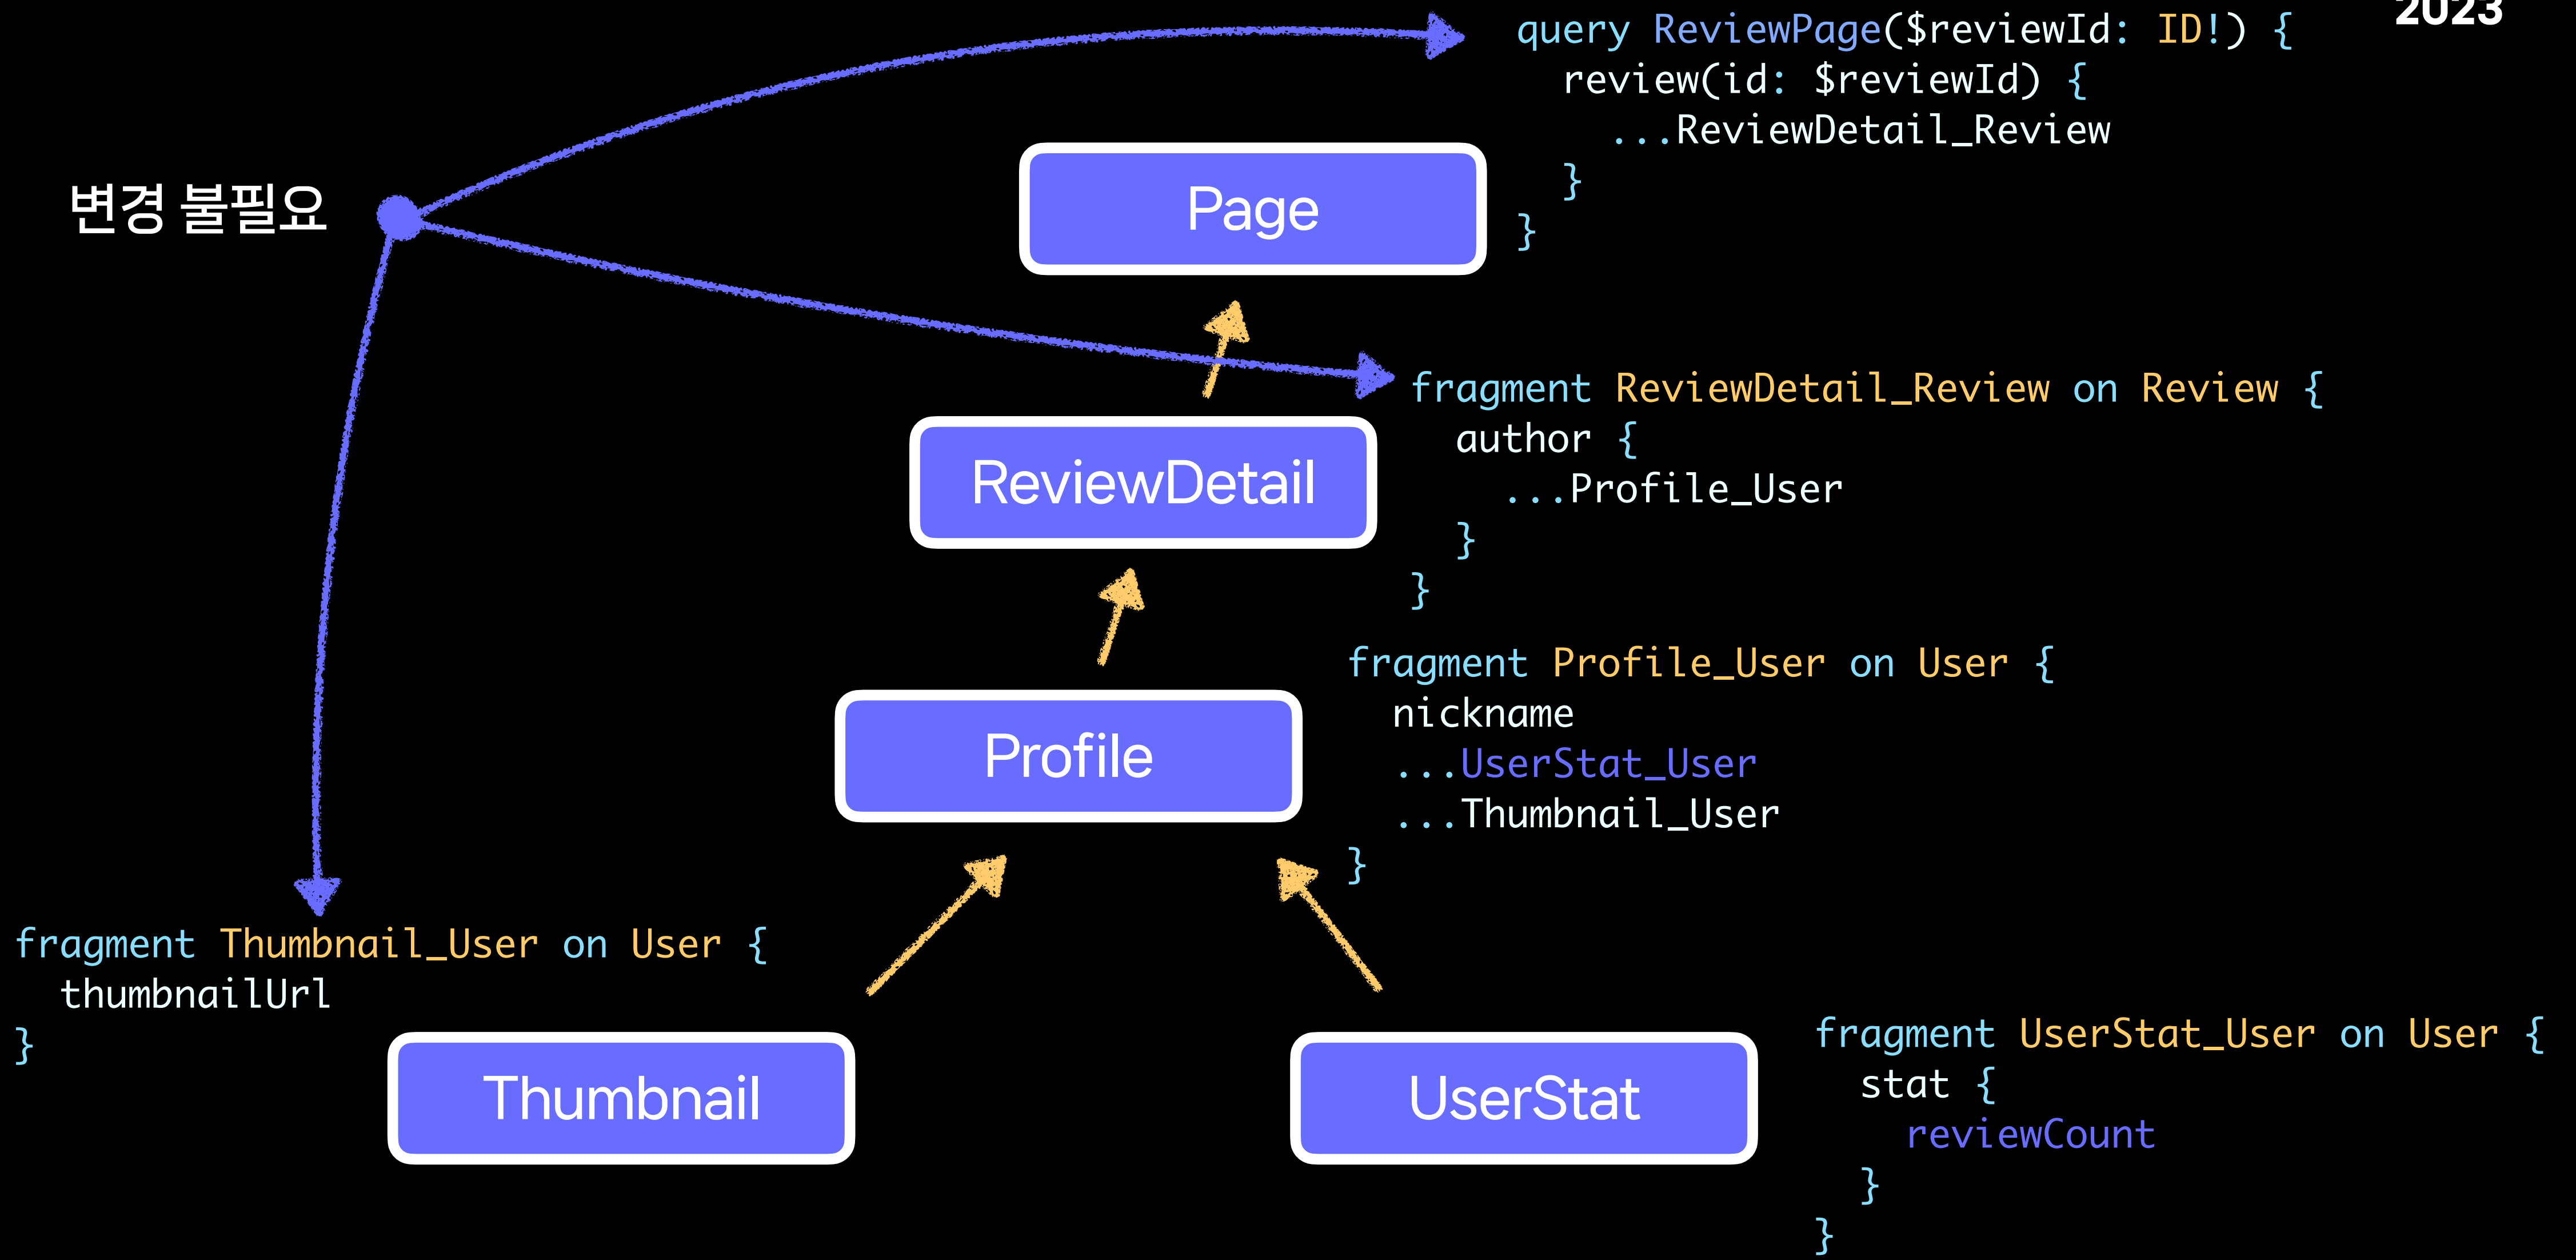 2023
query ReviewPage($reviewId: ID!) {
  review(id: $reviewId) {
    ...ReviewDetail_Review
  }
}
변경 불필요
Page
fragment ReviewDetail_Review on Review {
  author {
    ...Profile_User
  }
}
ReviewDetail
fragment Profile_User on User {
  nickname
  ...UserStat_User
  ...Thumbnail_User
}
Profile
fragment Thumbnail_User on User {
  thumbnailUrl
}
Thumbnail
UserStat
fragment UserStat_User on User {
  stat {
    reviewCount
  }
}